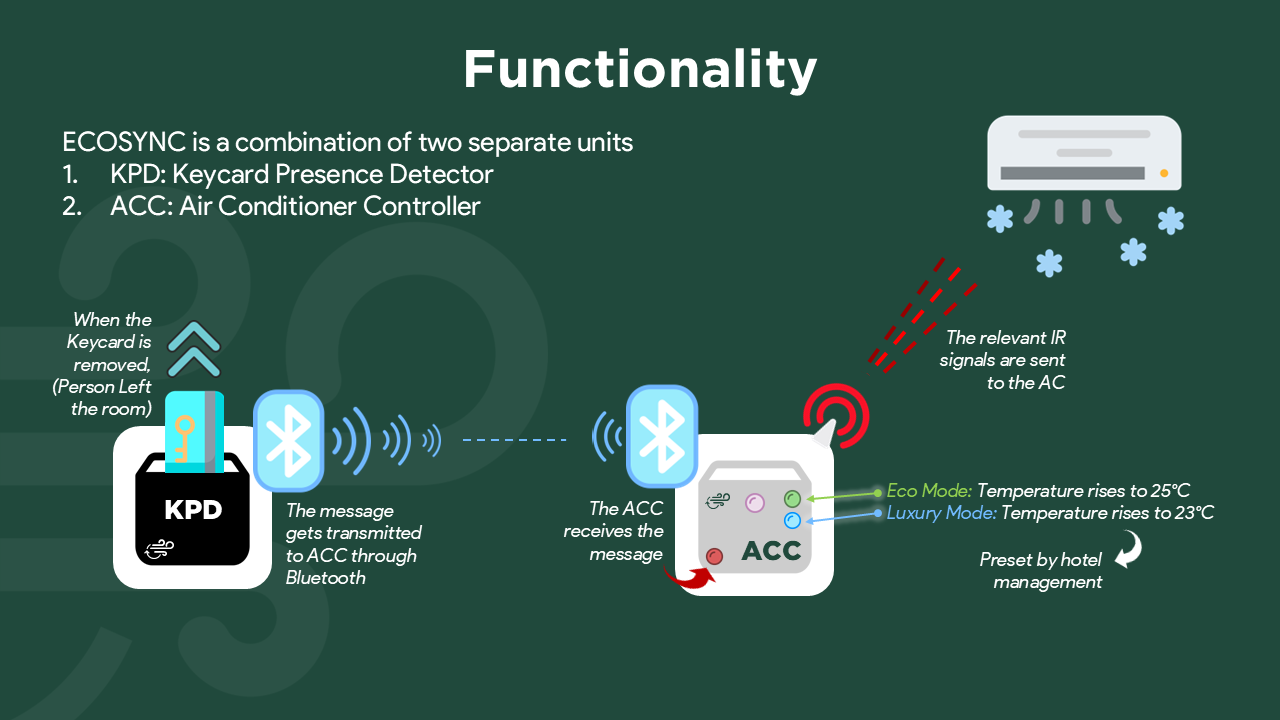 Functionality
ECOSYNC is a combination of two separate units
1. KPD: Keycard Presence Detector
2. ACC: Air Conditioner Controller
When the
Keycard is
removed,
(Person Left
the room)
KPD
The message
gets transmitted
to ACC through
Bluetooth
The ACC
receives the
message
ACC
The relevant IR
signals are sent
to the AC
Eco Mode: Temperature rises to 25°C
Luxury Mode: Temperature rises to 23°C
Preset by hotel
management